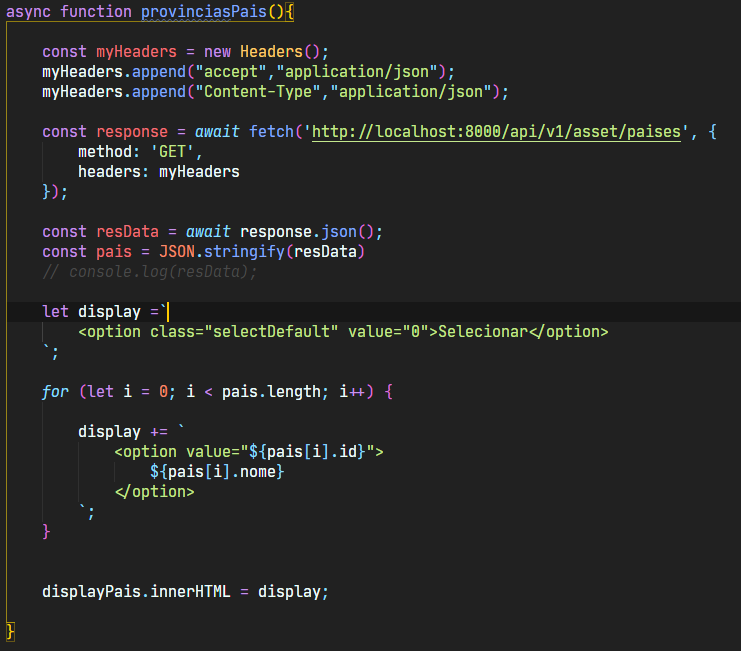 async function provinciasPais(){
const myHeaders = new Headers();
myHeaders.append("accept","application/json");
myHeaders.append("Content-Type","application/json");
const response = await fetch('http://localhost:8000/api/v1/asset/paises', {
method: 'GET',
headers: myHeaders
});
const resData = await response.json();
const pais = JSON.stringify(resData)
// console.log(resData);
let display =`
<option class="selectDefault" value="0">Selecionar</option>
`;
for (let i = 0; i < pais.length; i++) {
display += `
<option value="${pais[i].id}">
${pais[i].nome}
</option>
`;
}
displayPais.innerHTML = display;
}